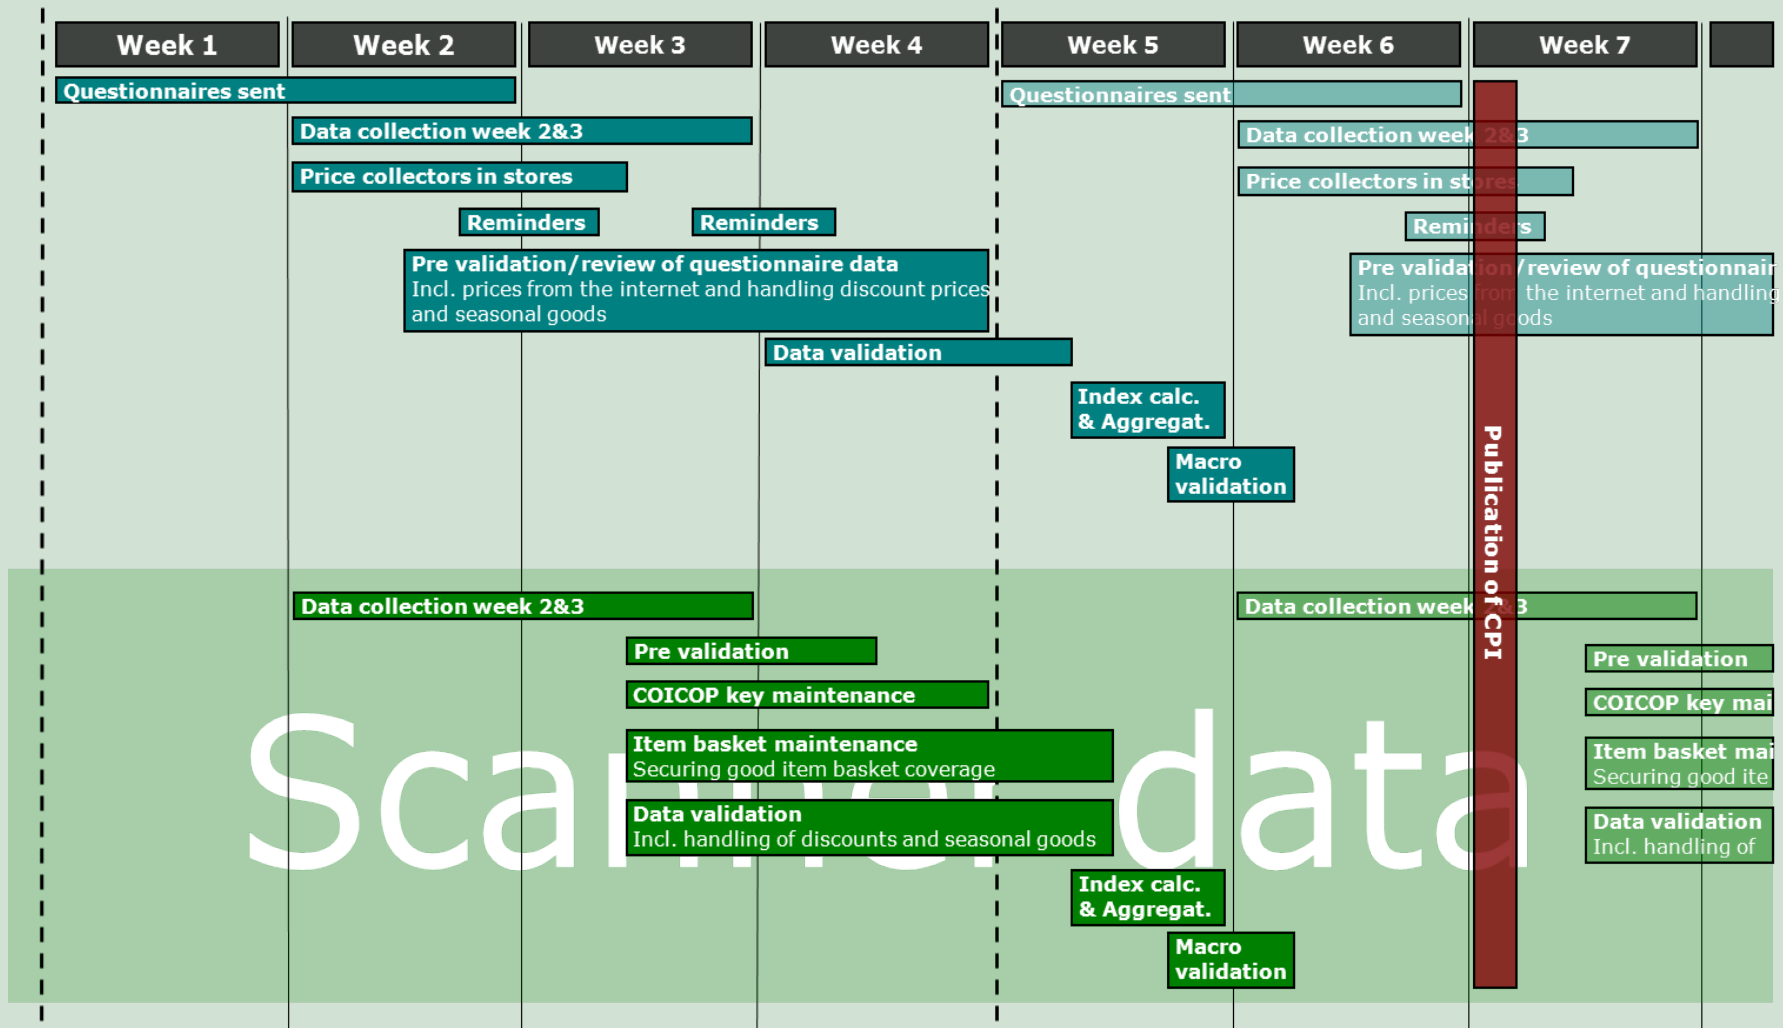 Week 1
Week 2
Week 3
Week 4
Week 5
Week 6
Week 7
Questionnaires sent
Questionnaires sent
Data collection week 2&3
Data collection week 2&3
Price collectors in stores
Price collectors in stores
Reminders
Reminders
Reminders
Pre validation/review of questionnaire data
Incl. prices from the internet and handling discount prices
and seasonal goods
Pre validation/review of questionnair
Incl. prices from the internet and handling
and seasonal goods
Data validation
Index calc.
& Aggregat.
Macro
validation
Publication of CPI
Scanner data
Data collection week 2&3
Data collection week 2&3
Pre validation
Pre validation
COICOP key maintenance
COICOP key mai
Item basket maintenance
Securing good item basket coverage
Item basket mai
Securing good ite
Data validation
Incl. handling of discounts and seasonal goods
Data validation
Incl. handling of
Index calc.
& Aggregat.
Macro
validation